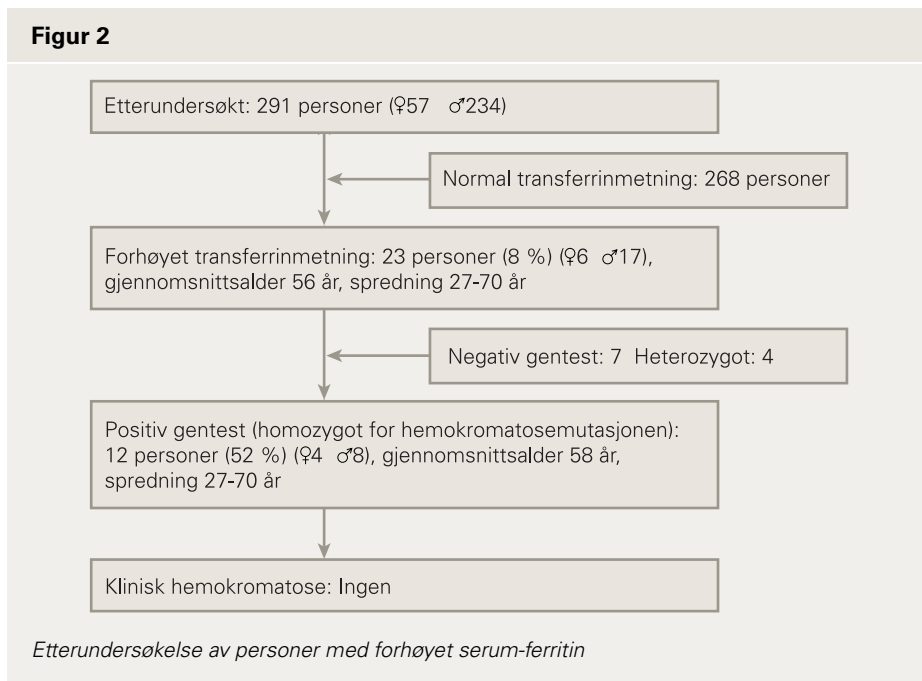 Figur 2
Etterundersøkt: 291 personer (♀57 ♂234)
Normal transferrinmetning: 268 personer
Forhøyet transferrinmetning: 23 personer (8 %) (♀6 ♂17),
gjennomsnittsalder 56 år, spredning 27-70 år
Negativ gentest: 7 Heterozygot: 4
Positiv gentest (homozygot for hemokromatosemutasjonen):
12 personer (52 %) (♀4 ♂8), gjennomsnittsalder 58 år,
spredning 27-70 år
Klinisk hemokromatose: Ingen
Etterundersøkelse av personer med forhøyet serum-ferritin